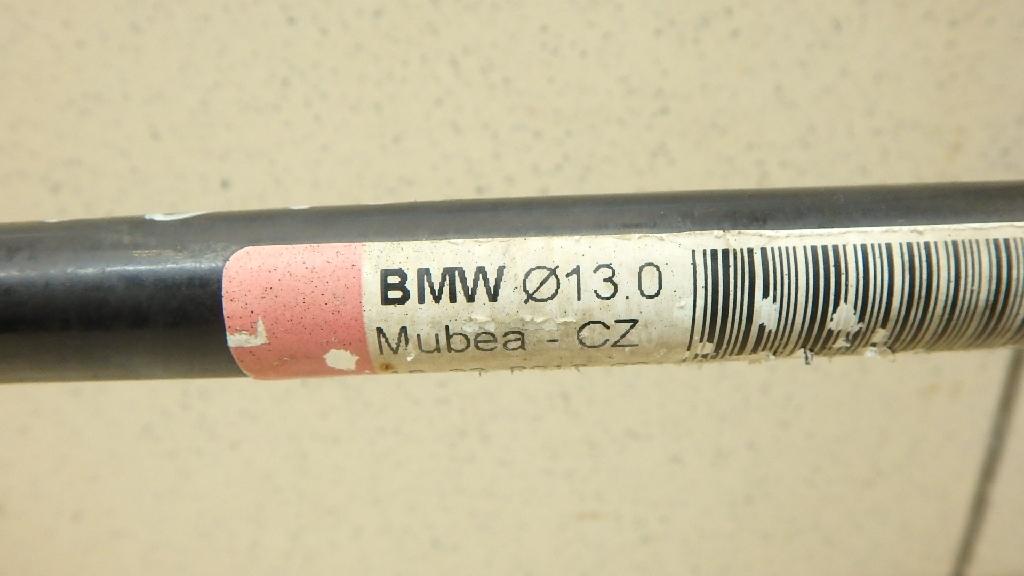 BMW Ø13.0
Mubea - CZ